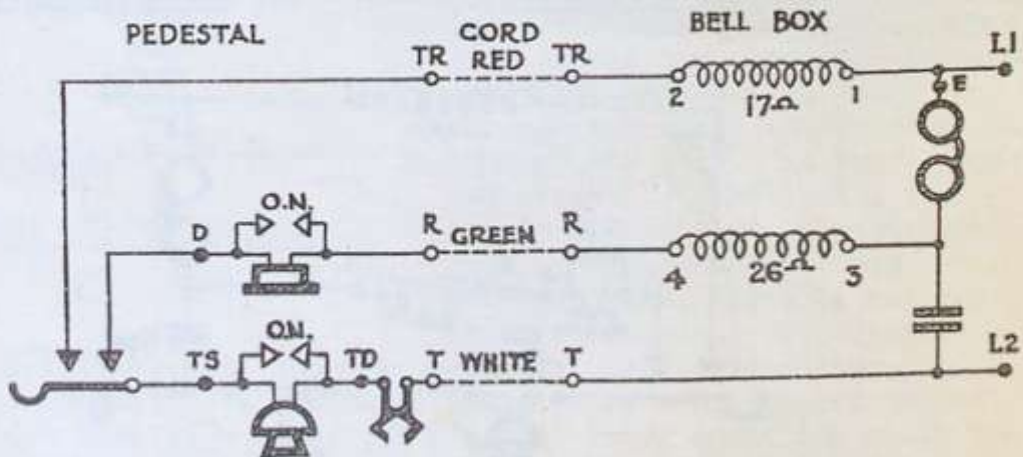 PEDESTAL
CORD
RED
BELL BOX
TR TR
2 17Ω 1
L1
E
O.N.
D
R GREEN R
4 26Ω 3
O.N.
TS TD T WHITE T
L2